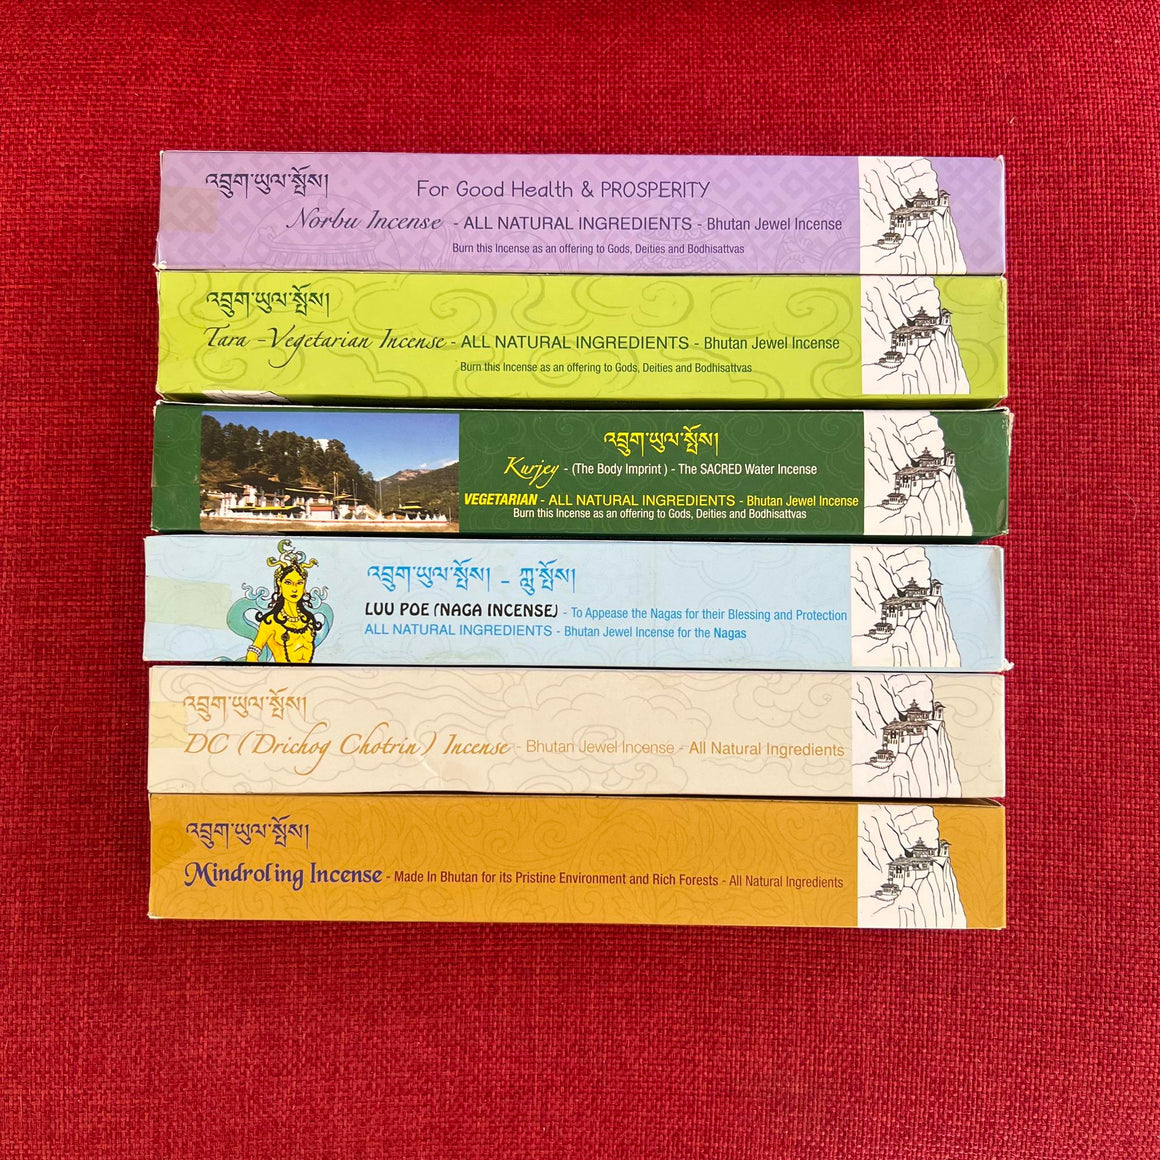 འབྲུག་ཡུལ་སྤོས།
For Good Health & PROSPERITY
Norbu Incense - ALL NATURAL INGREDIENTS - Bhutan Jewel Incense
Burn this Incense as an offering to Gods, Deities and Bodhisattvas
འབྲུག་ཡུལ་སྤོས།
Tara - Vegetarian Incense - ALL NATURAL INGREDIENTS - Bhutan Jewel Incense
Burn this Incense as an offering to Gods, Deities and Bodhisattvas
འབྲུག་ཡུལ་སྤོས།
Kurjey - (The Body Imprint ) - The SACRED Water Incense
VEGETARIAN - ALL NATURAL INGREDIENTS - Bhutan Jewel Incense
Burn this Incense as an offering to Gods, Deities and Bodhisattvas
འབྲུག་ཡུལ་སྤོས། - ཀླུ་སྤོས།
LUU POE (NAGA INCENSE) - To Appease the Nagas for their Blessing and Protection
ALL NATURAL INGREDIENTS - Bhutan Jewel Incense for the Nagas
འབྲུག་ཡུལ་སྤོས།
DC (Drichog Chotrin) Incense - Bhutan Jewel Incense - All Natural Ingredients
འབྲུག་ཡུལ་སྤོས།
Mindroling Incense - Made In Bhutan for its Pristine Environment and Rich Forests - All Natural Ingredients